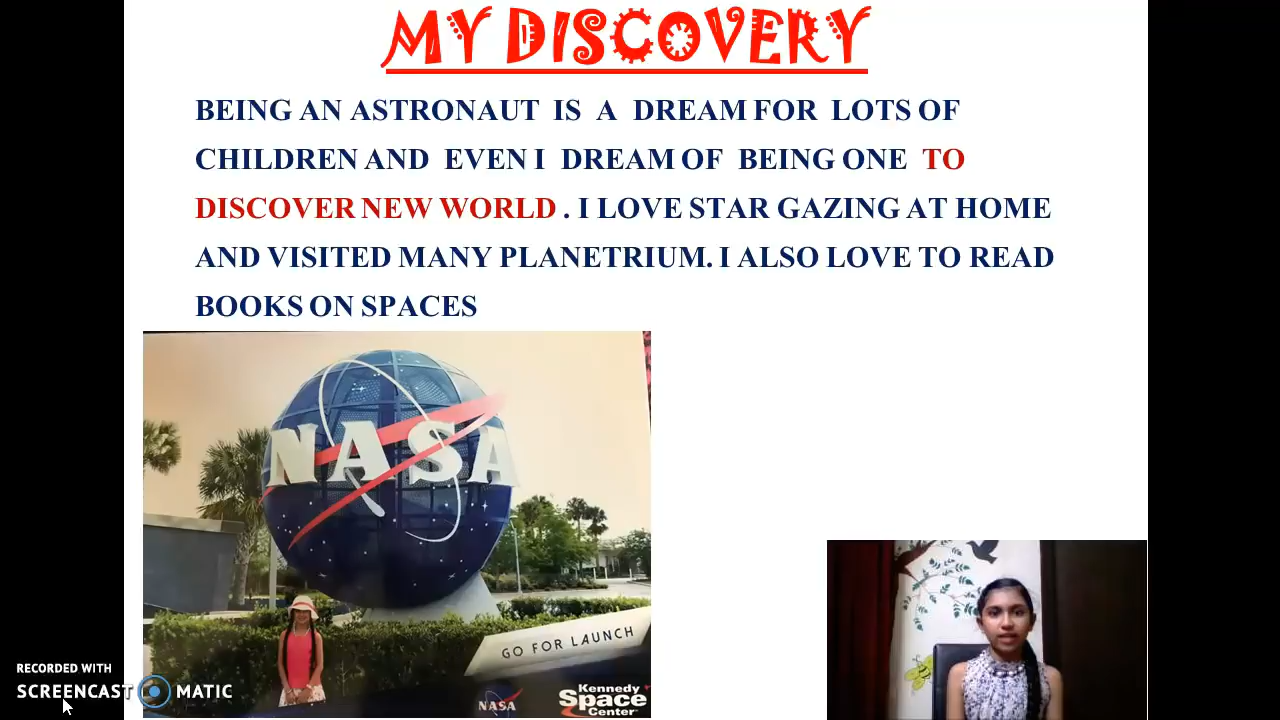 MY DISCOVERY
BEING AN ASTRONAUT IS A DREAM FOR LOTS OF
CHILDREN AND EVEN I DREAM OF BEING ONE TO
DISCOVER NEW WORLD . I LOVE STAR GAZING AT HOME
AND VISITED MANY PLANETRIUM. I ALSO LOVE TO READ
BOOKS ON SPACES
NASA
GO FOR LAUNCH
NASA
Kennedy
Space
Center
RECORDED WITH
SCREENCAST MATIC